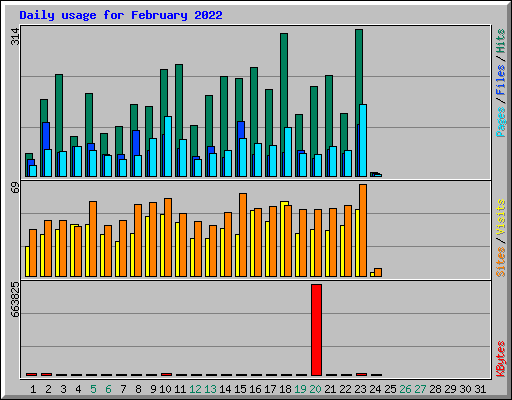 Daily usage for February 2022
314
69
663825
Pages / Files / Hits
Sites / Visits
KBytes
1 2 3 4 5 6 7 8 9 10 11 12 13 14 15 16 17 18 19 20 21 22 23 24 25 26 27 28 29 30 31